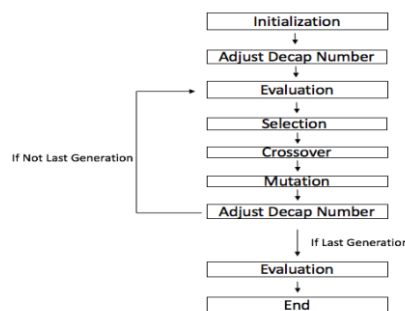 Initialization
Adjust Decap Number
Evaluation
Selection
If Not Last Generation
Crossover
Mutation
Adjust Decap Number
If Last Generation
Evaluation
End